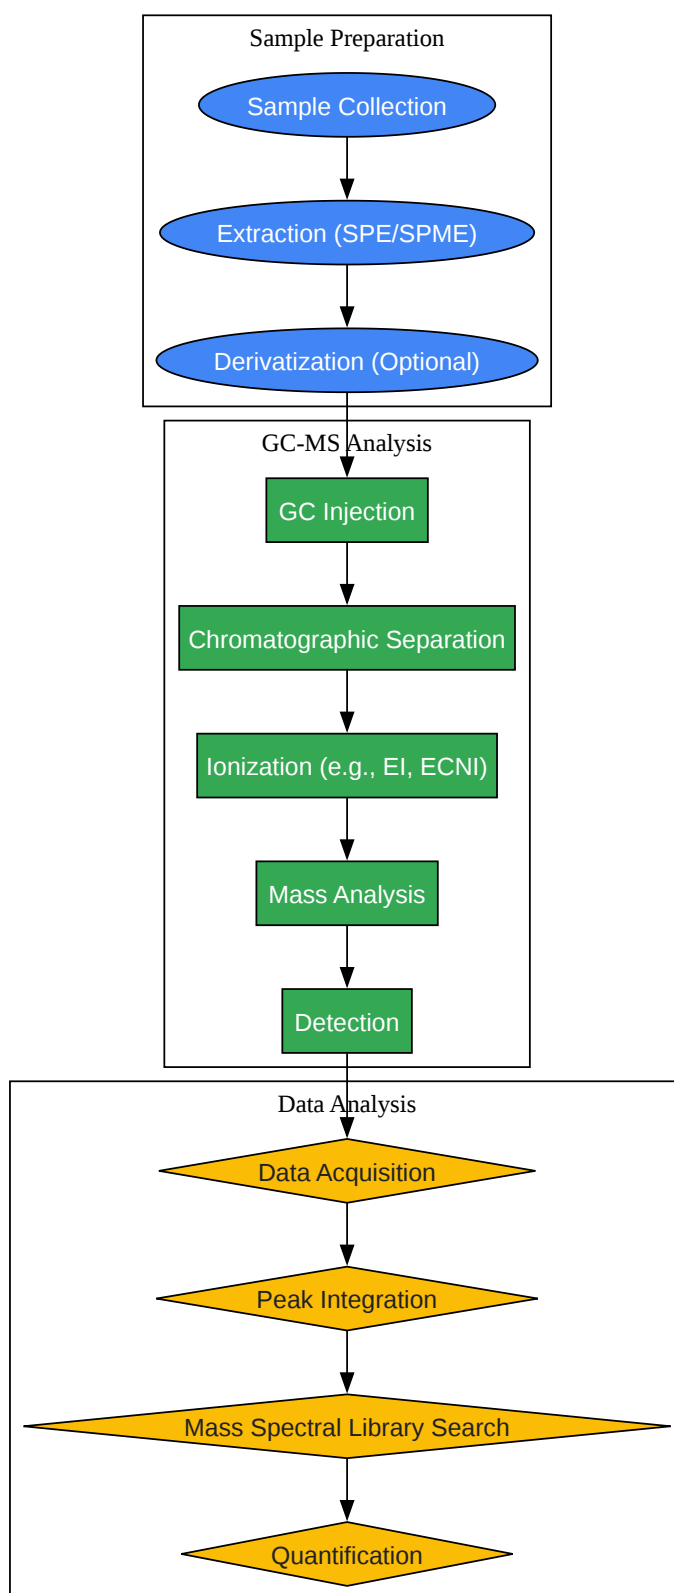 Sample Preparation
Sample Collection
Extraction (SPE/SPME)
Derivatization (Optional)
GC-MS Analysis
GC Injection
Chromatographic Separation
Ionization (e.g., EI, ECNI)
Mass Analysis
Detection
Data Analysis
Data Acquisition
Peak Integration
Mass Spectral Library Search
Quantification